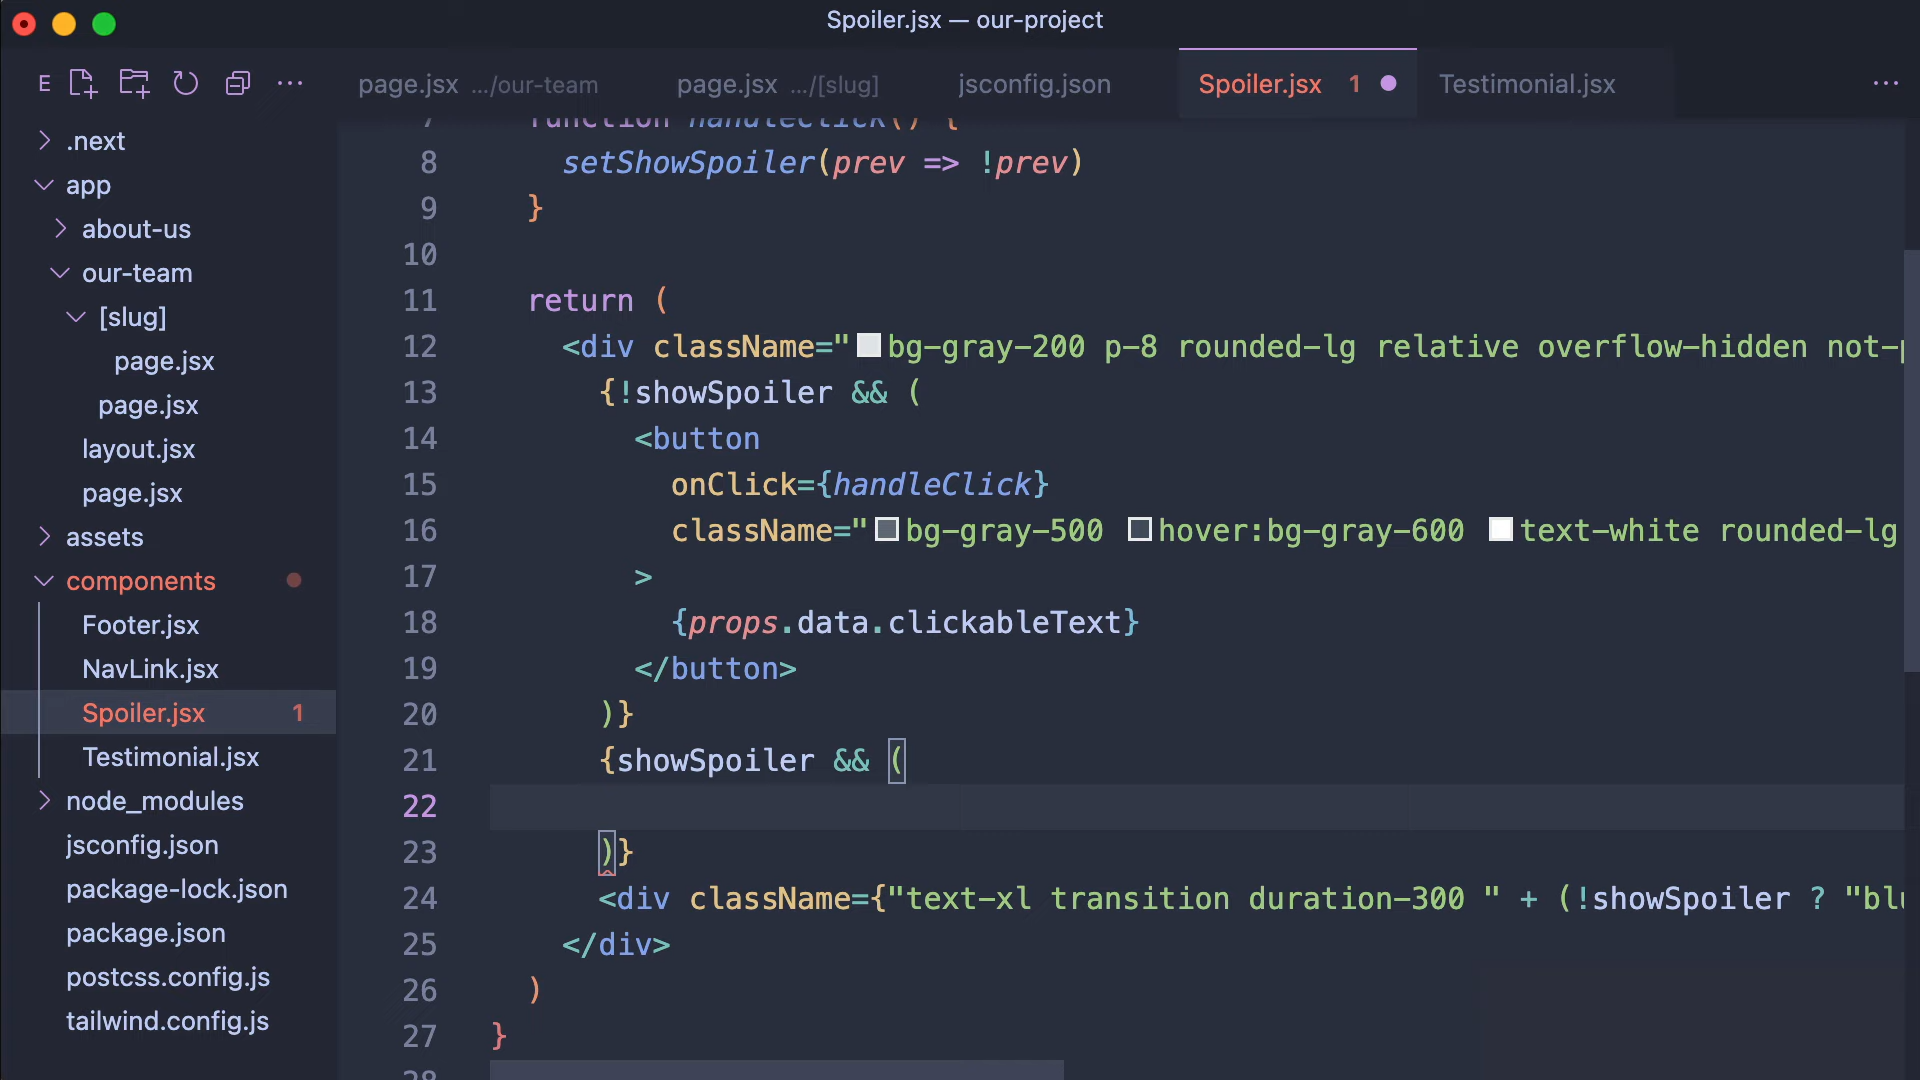 Spoiler.jsx — our-project
E
page.jsx .../our-team
page.jsx .../[slug]
jsconfig.json
Spoiler.jsx 1
Testimonial.jsx
.next
app
about-us
our-team
[slug]
page.jsx
page.jsx
layout.jsx
page.jsx
assets
components
Footer.jsx
NavLink.jsx
Spoiler.jsx 1
Testimonial.jsx
node_modules
jsconfig.json
package-lock.json
package.json
postcss.config.js
tailwind.config.js
7 function handleClick() {
8 setShowSpoiler(prev => !prev)
9 }
10
11 return (
12 <div className="bg-gray-200 p-8 rounded-lg relative overflow-hidden not-p
13 {!showSpoiler && (
14 <button
15 onClick={handleClick}
16 className="bg-gray-500 hover:bg-gray-600 text-white rounded-lg
17 >
18 {props.data.clickableText}
19 </button>
20 )}
21 {showSpoiler && (
22
23 )}
24 <div className={"text-xl transition duration-300 " + (!showSpoiler ? "blu
25 </div>
26 )
27 }
28